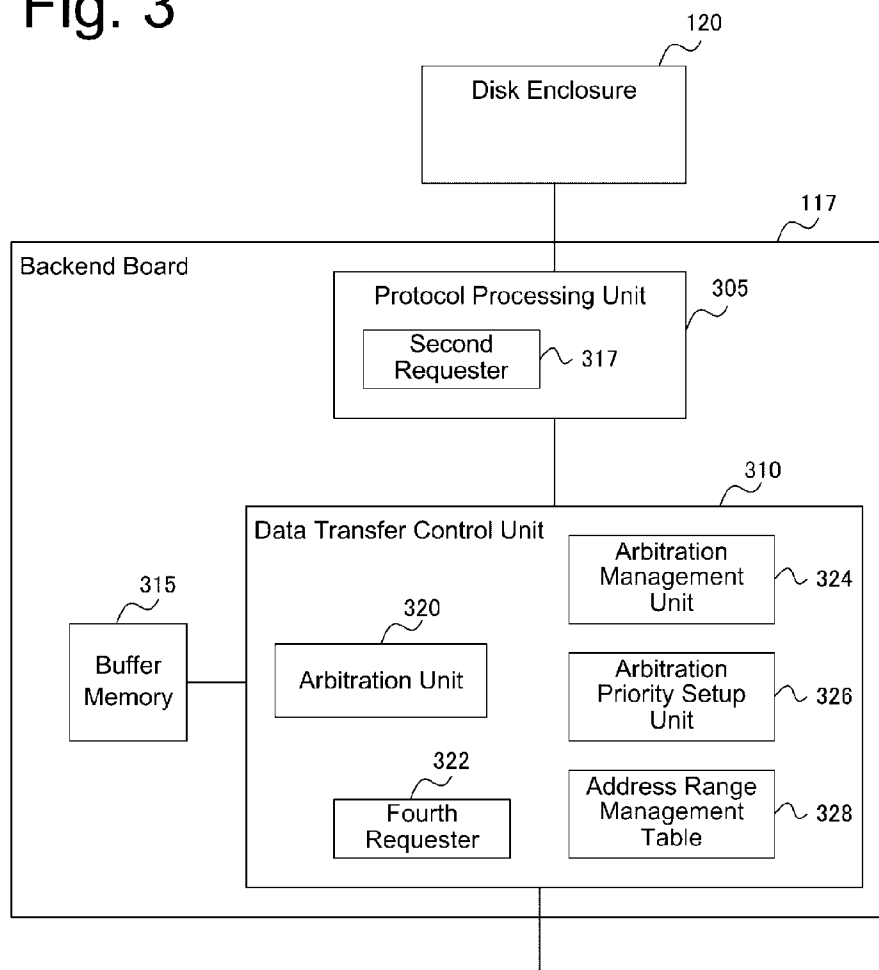 Fig. 3
120
Disk Enclosure
117
Backend Board
Protocol Processing Unit
305
Second
Requester
317
310
Data Transfer Control Unit
Arbitration
Management
Unit
324
315
Buffer
Memory
320
Arbitration Unit
Arbitration
Priority Setup
Unit
326
322
Fourth
Requester
Address Range
Management
Table
328